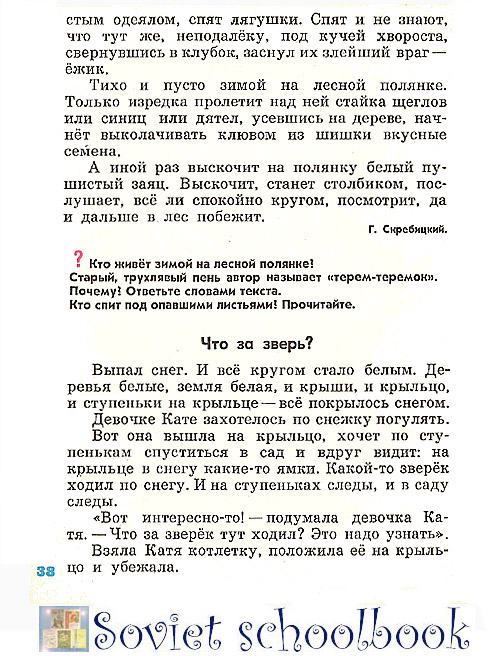 стым одеялом, спят лягушки. Спят и не знают,
что тут же, неподалёку, под кучей хвороста,
свернувшись в клубок, заснул их злейший враг —
ёжик.
Тихо и пусто зимой на лесной полянке.
Только изредка пролетит над ней стайка щеглов
или синиц или дятел, усевшись на дереве, нач-
нёт выколачивать клювом из шишки вкусные
семена.
А иной раз выскочит на полянку белый пу-
шистый заяц. Выскочит, станет столбиком, пос-
лушает, всё ли спокойно кругом, посмотрит, да
и дальше в лес побежит.
Г. Скребицкий.
? Кто живёт зимой на лесной полянке?
Старый, трухлявый пень автор называет «терем-теремок».
Почему? Ответьте словами текста.
Кто спит под опавшими листьями? Прочитайте.
Что за зверь?
Выпал снег. И всё кругом стало белым. Де-
ревья белые, земля белая, и крыши, и крыльцо,
и ступеньки на крыльце — всё покрылось снегом.
Девочке Кате захотелось по снежку погулять.
Вот она вышла на крыльцо, хочет по сту-
пенькам спуститься в сад и вдруг видит: на
крыльце в снегу какие-то ямки. Какой-то зверёк
ходил по снегу. И на ступеньках следы, и в саду
следы.
«Вот интересно-то! — подумала девочка Ка-
тя. — Что за зверёк тут ходил? Это надо узнать».
Взяла Катя котлетку, положила её на крыль-
цо и убежала.
38
Soviet schoolbook